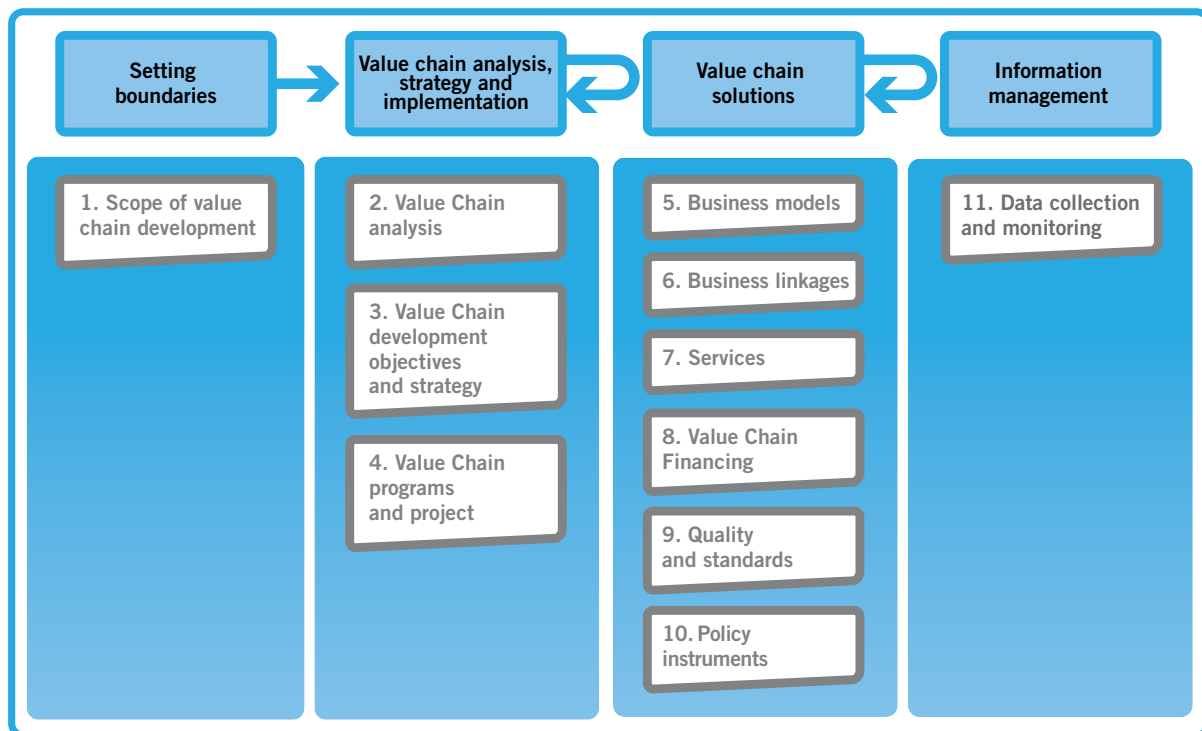 Setting
boundaries
Value chain analysis,
strategy and
implementation
Value chain
solutions
Information
management
1. Scope of value
chain development
2. Value Chain
analysis
3. Value Chain
development
objectives
and strategy
4. Value Chain
programs
and project
5. Business models
6. Business linkages
7. Services
8. Value Chain
Financing
9. Quality
and standards
10. Policy
instruments
11. Data collection
and monitoring